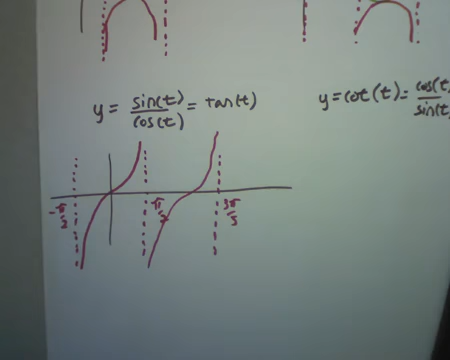 y = sin(t)/cos(t) = tan(t)
y = cot(t) = cos(t)/sin(t)
-π/2 π/2 3π/2